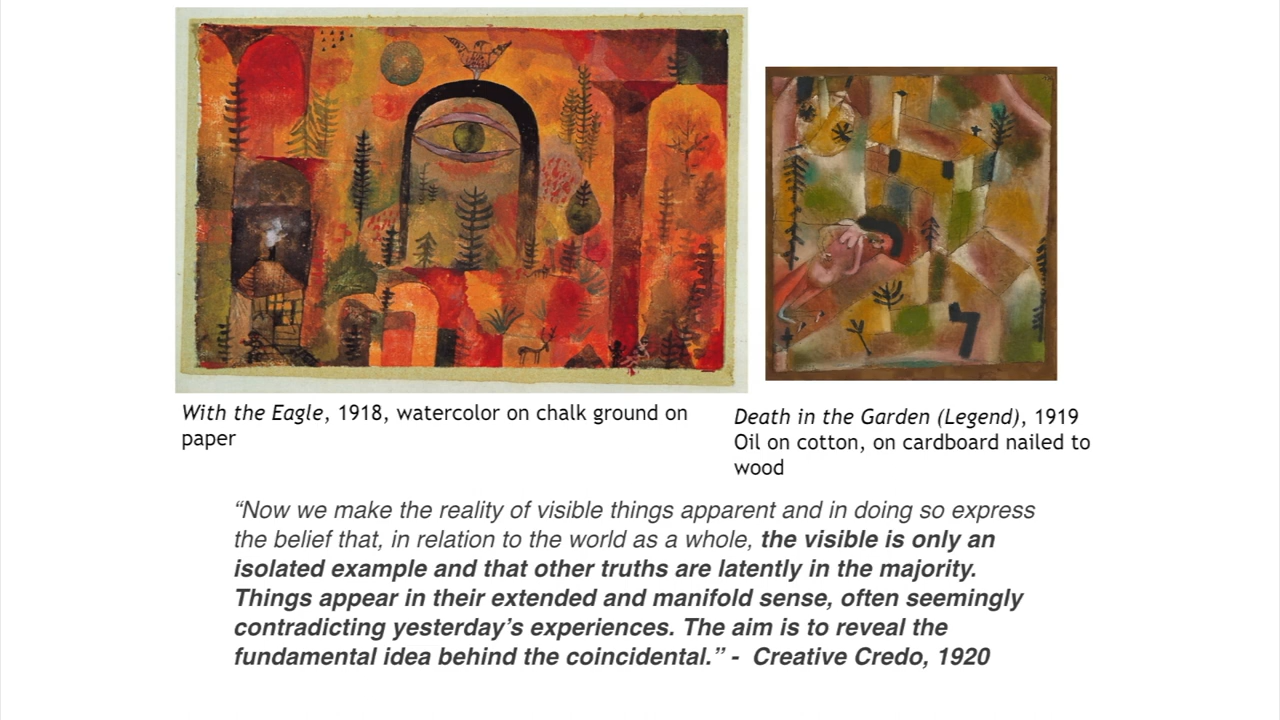 With the Eagle, 1918, watercolor on chalk ground on
paper
Death in the Garden (Legend), 1919
Oil on cotton, on cardboard nailed to
wood
“Now we make the reality of visible things apparent and in doing so express
the belief that, in relation to the world as a whole, the visible is only an
isolated example and that other truths are latently in the majority.
Things appear in their extended and manifold sense, often seemingly
contradicting yesterday’s experiences. The aim is to reveal the
fundamental idea behind the coincidental.” - Creative Credo, 1920